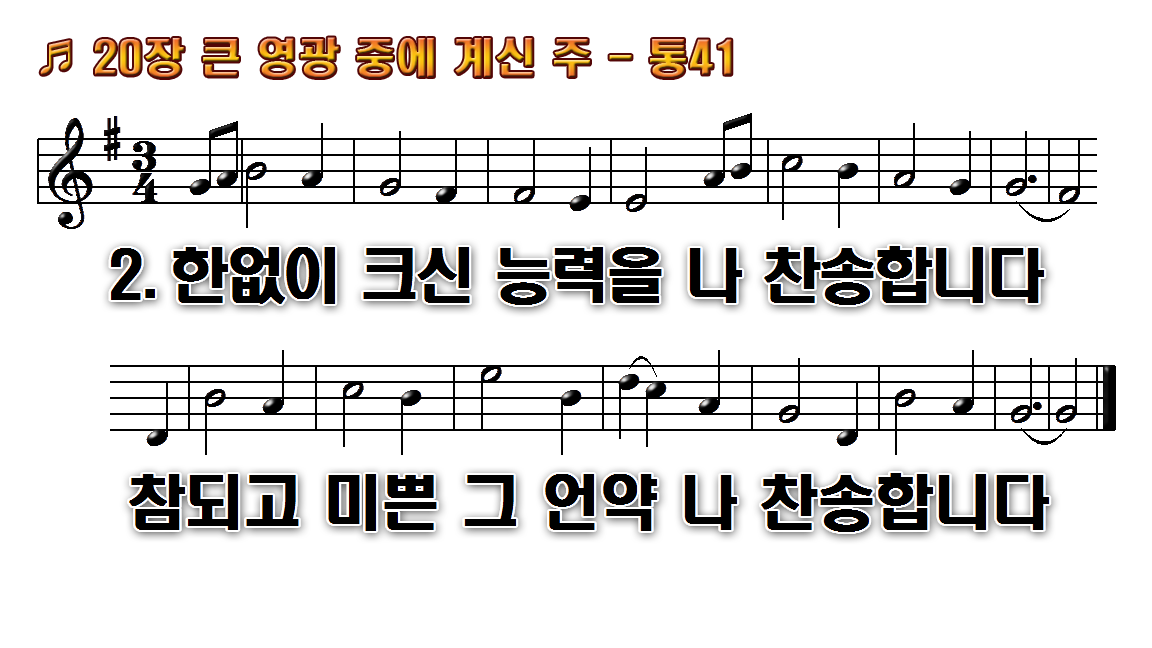 ♬ 20장 큰 영광 중에 계신 주 - 통41
3
4
2. 한없이 크신 능력을 나 찬송합니다
참되고 미쁜 그 언약 나 찬송합니다